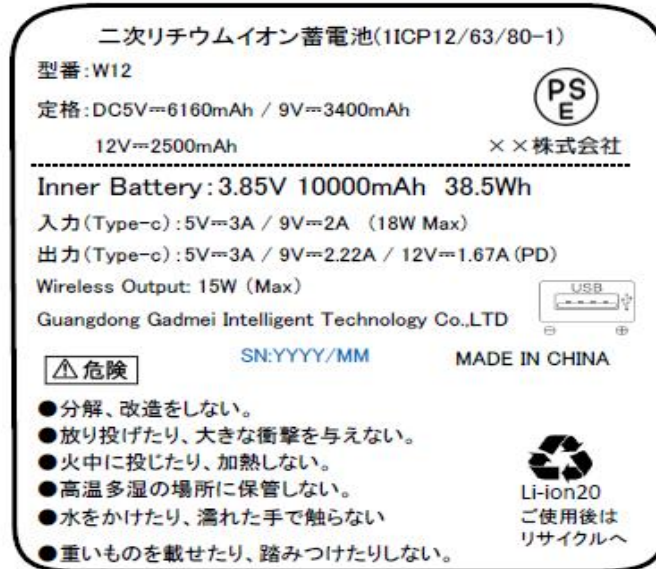 二次リチウムイオン蓄電池(1ICP12/63/80-1)
型番:W12
定格:DC5V⎓6160mAh / 9V⎓3400mAh
12V⎓2500mAh
PS
E
××株式会社
Inner Battery:3.85V 10000mAh 38.5Wh
入力(Type-c):5V⎓3A / 9V⎓2A (18W Max)
出力(Type-c):5V⎓3A / 9V⎓2.22A / 12V⎓1.67A(PD)
Wireless Output: 15W (Max)
USB
Guangdong Gadmei Intelligent Technology Co.,LTD
⊖ ⊕
SN:YYYY/MM
MADE IN CHINA
⚠危険
●分解、改造をしない。
●放り投げたり、大きな衝撃を与えない。
●火中に投じたり、加熱しない。
●高温多湿の場所に保管しない。
●水をかけたり、濡れた手で触らない
●重いものを載せたり、踏みつけたりしない。
Li-ion20
ご使用後は
リサイクルへ